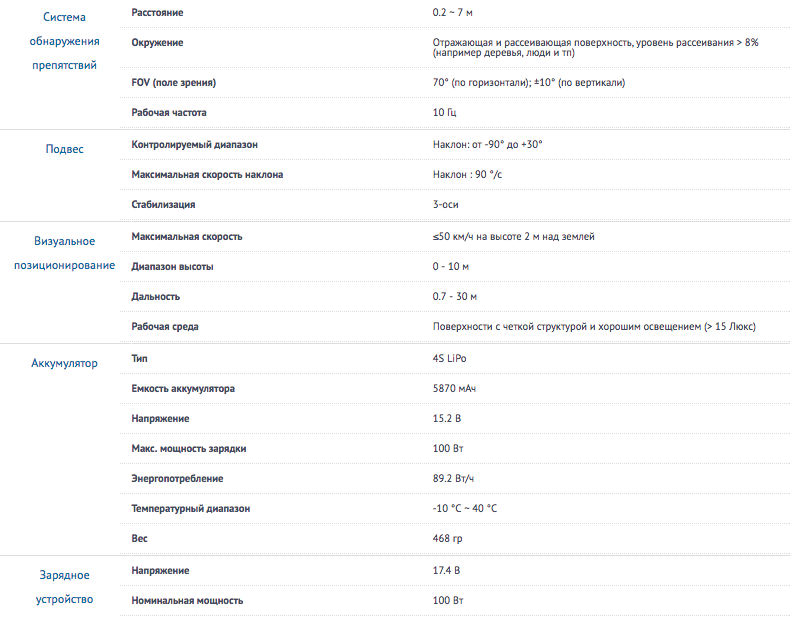 Система обнаружения препятствий
Расстояние 0.2 ~ 7 м
Окружение Отражающая и рассеивающая поверхность, уровень рассеивания > 8%
(например деревья, люди и тп)
FOV (поле зрения) 70° (по горизонтали); ±10° (по вертикали)
Рабочая частота 10 Гц
Подвес
Контролируемый диапазон Наклон: от -90° до +30°
Максимальная скорость наклона Наклон : 90 °/с
Стабилизация 3-оси
Визуальное позиционирование
Максимальная скорость ≤50 км/ч на высоте 2 м над землей
Диапазон высоты 0 - 10 м
Дальность 0.7 - 30 м
Рабочая среда Поверхности с четкой структурой и хорошим освещением (> 15 Люкс)
Аккумулятор
Тип 4S LiPo
Емкость аккумулятора 5870 мАч
Напряжение 15.2 В
Макс. мощность зарядки 100 Вт
Энергопотребление 89.2 Вт/ч
Температурный диапазон -10 °C ~ 40 °C
Вес 468 гр
Зарядное устройство
Напряжение 17.4 В
Номинальная мощность 100 Вт